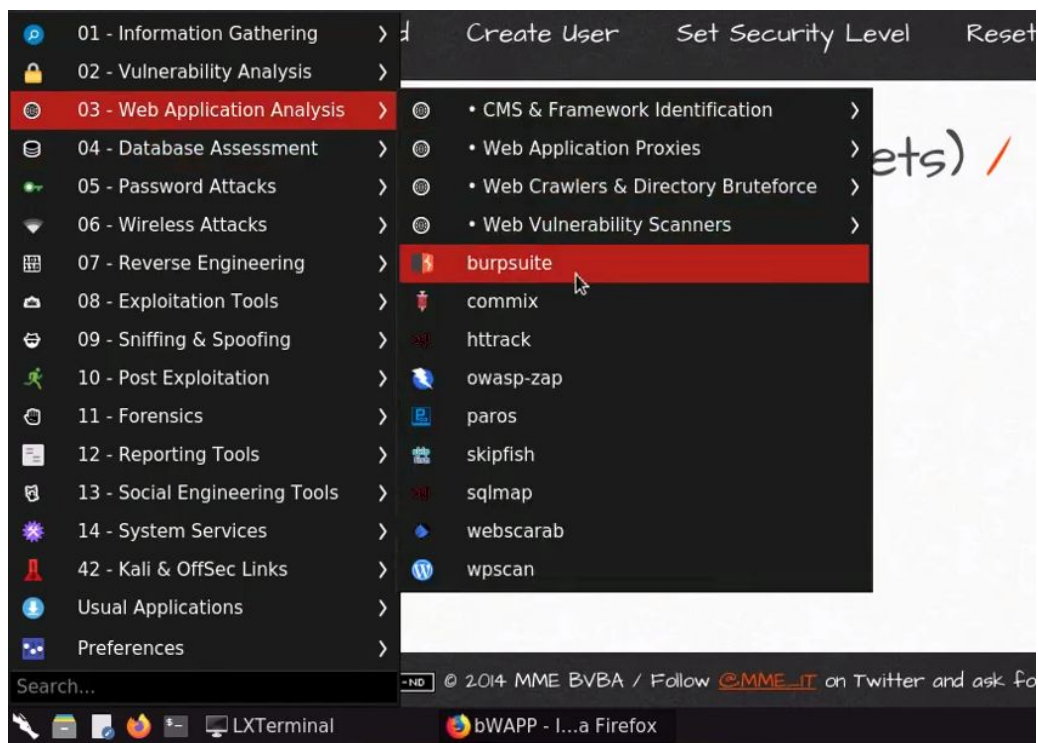 01 - Information Gathering
02 - Vulnerability Analysis
03 - Web Application Analysis
04 - Database Assessment
05 - Password Attacks
06 - Wireless Attacks
07 - Reverse Engineering
08 - Exploitation Tools
09 - Sniffing & Spoofing
10 - Post Exploitation
11 - Forensics
12 - Reporting Tools
13 - Social Engineering Tools
14 - System Services
42 - Kali & OffSec Links
Usual Applications
Preferences
Search...
• CMS & Framework Identification
• Web Application Proxies
• Web Crawlers & Directory Bruteforce
• Web Vulnerability Scanners
burpsuite
commix
httrack
owasp-zap
paros
skipfish
sqlmap
webscarab
wpscan
d Create User Set Security Level Reset
ets) /
-ND © 2014 MME BVBA / Follow @MME_IT on Twitter and ask fo
LXTerminal
bWAPP - I...a Firefox